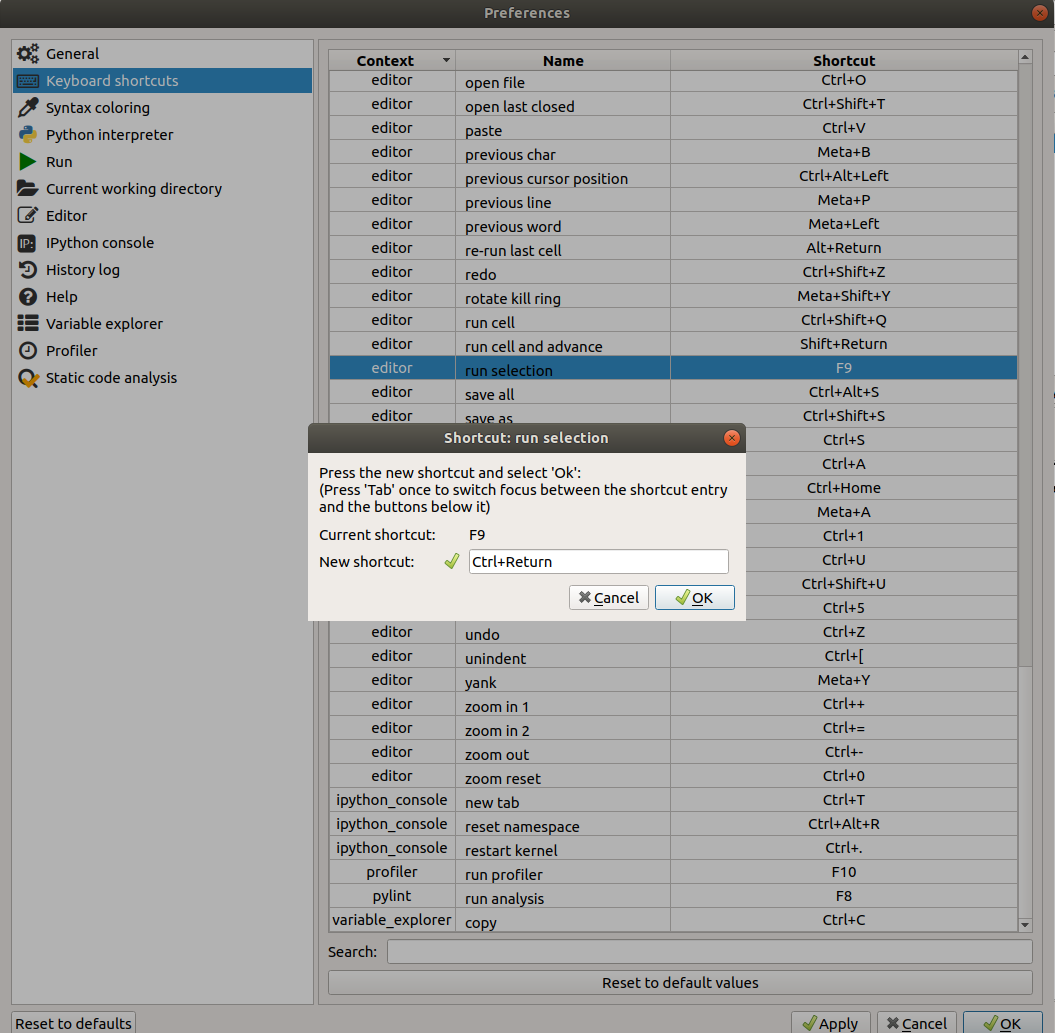 Preferences
General
Keyboard shortcuts
Syntax coloring
Python interpreter
Run
Current working directory
Editor
IP: IPython console
History log
Help
Variable explorer
Profiler
Static code analysis
Context Name Shortcut
editor open file Ctrl+O
editor open last closed Ctrl+Shift+T
editor paste Ctrl+V
editor previous char Meta+B
editor previous cursor position Ctrl+Alt+Left
editor previous line Meta+P
editor previous word Meta+Left
editor re-run last cell Alt+Return
editor redo Ctrl+Shift+Z
editor rotate kill ring Meta+Shift+Y
editor run cell Ctrl+Shift+Q
editor run cell and advance Shift+Return
editor run selection F9
editor save all Ctrl+Alt+S
editor save as Ctrl+Shift+S
Ctrl+S
Ctrl+A
Ctrl+Home
Meta+A
Ctrl+1
Ctrl+U
Ctrl+Shift+U
Ctrl+5
Shortcut: run selection
Press the new shortcut and select 'Ok':
(Press 'Tab' once to switch focus between the shortcut entry
and the buttons below it)
Current shortcut: F9
New shortcut: Ctrl+Return
Cancel OK
editor undo Ctrl+Z
editor unindent Ctrl+[
editor yank Meta+Y
editor zoom in 1 Ctrl++
editor zoom in 2 Ctrl+=
editor zoom out Ctrl+-
editor zoom reset Ctrl+0
ipython_console new tab Ctrl+T
ipython_console reset namespace Ctrl+Alt+R
ipython_console restart kernel Ctrl+.
profiler run profiler F10
pylint run analysis F8
variable_explorer copy Ctrl+C
Search:
Reset to default values
Reset to defaults Apply Cancel OK